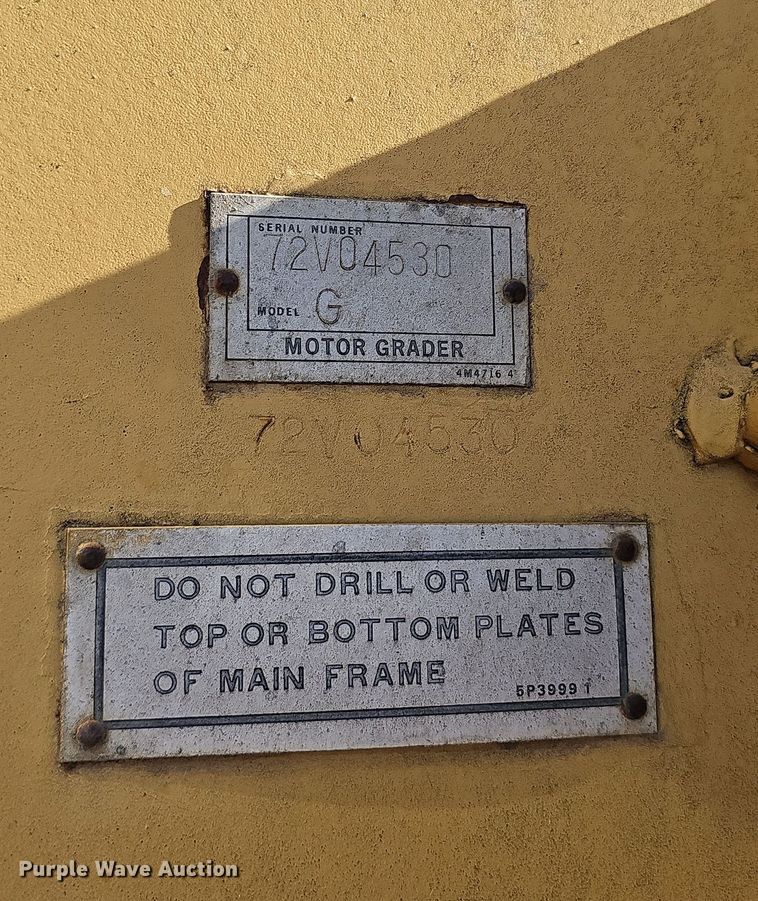 SERIAL NUMBER
72V04530
MODEL G
MOTOR GRADER
4M4716 4
72V04530
DO NOT DRILL OR WELD
TOP OR BOTTOM PLATES
OF MAIN FRAME
5P3999 1
Purple Wave Auction